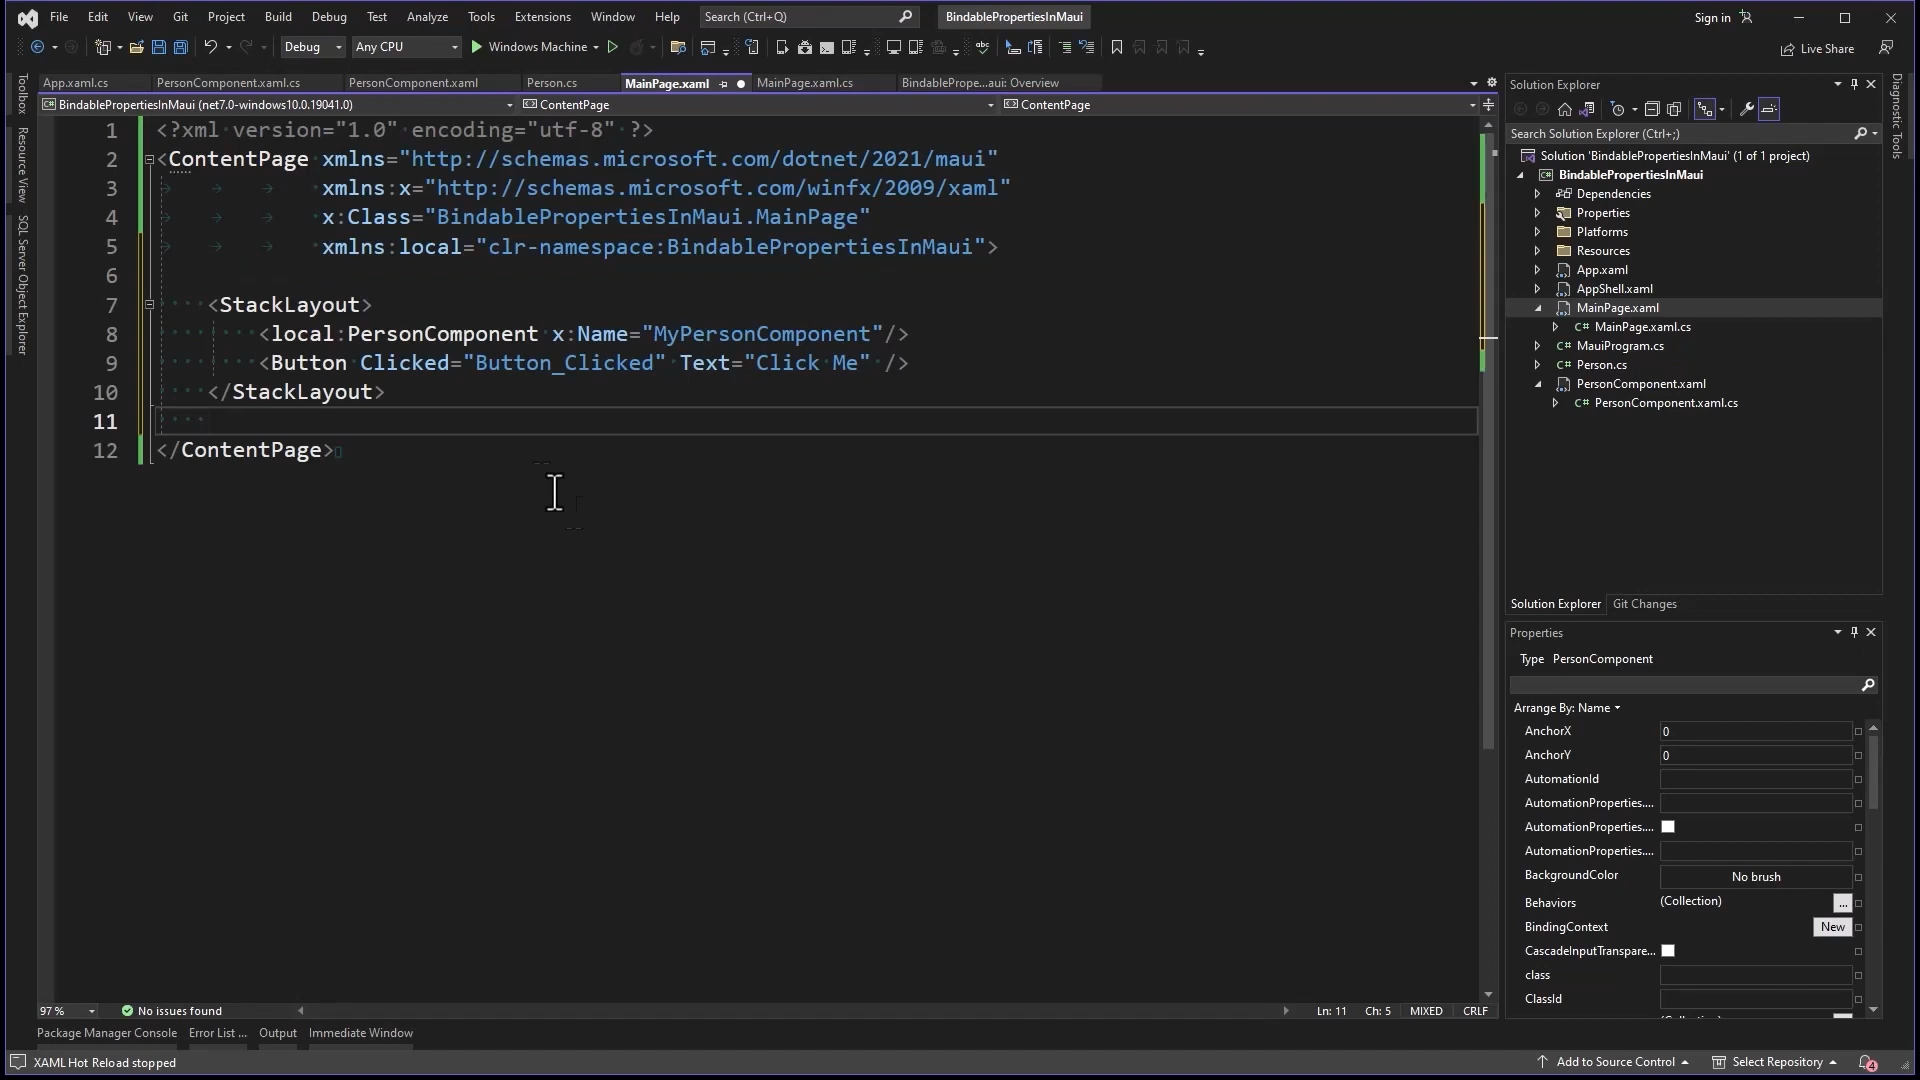 File Edit View Git Project Build Debug Test Analyze Tools Extensions Window Help Search (Ctrl+Q) BindablePropertiesInMaui Sign in
Debug Any CPU Windows Machine Live Share
App.xaml.cs PersonComponent.xaml.cs PersonComponent.xaml Person.cs MainPage.xaml MainPage.xaml.cs BindablePrope...aui: Overview
BindablePropertiesInMaui (net7.0-windows10.0.19041.0) ContentPage ContentPage
1 <?xml version="1.0" encoding="utf-8" ?>
2 <ContentPage xmlns="http://schemas.microsoft.com/dotnet/2021/maui"
3 xmlns:x="http://schemas.microsoft.com/winfx/2009/xaml"
4 x:Class="BindablePropertiesInMaui.MainPage"
5 xmlns:local="clr-namespace:BindablePropertiesInMaui">
6
7 <StackLayout>
8 <local:PersonComponent x:Name="MyPersonComponent"/>
9 <Button Clicked="Button_Clicked" Text="Click Me" />
10 </StackLayout>
11
12 </ContentPage>
Toolbox
Resource View
SQL Server Object Explorer
97 % No issues found Ln: 11 Ch: 5 MIXED CRLF
Package Manager Console Error List ... Output Immediate Window
Solution Explorer
Search Solution Explorer (Ctrl+;)
Solution 'BindablePropertiesInMaui' (1 of 1 project)
BindablePropertiesInMaui
Dependencies
Properties
Platforms
Resources
App.xaml
AppShell.xaml
MainPage.xaml
C# MainPage.xaml.cs
C# MauiProgram.cs
C# Person.cs
PersonComponent.xaml
C# PersonComponent.xaml.cs
Solution Explorer Git Changes
Properties
Type PersonComponent
Arrange By: Name
AnchorX 0
AnchorY 0
AutomationId
AutomationProperties....
AutomationProperties....
AutomationProperties....
BackgroundColor No brush
Behaviors (Collection) ...
BindingContext New
CascadeInputTranspare...
class
ClassId
Diagnostic Tools
XAML Hot Reload stopped Add to Source Control Select Repository 4